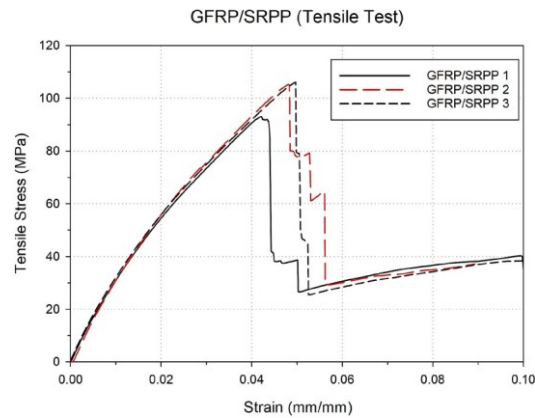 GFRP/SRPP (Tensile Test)
120
100
80
60
40
20
0
Tensile Stress (MPa)
GFRP/SRPP 1
GFRP/SRPP 2
GFRP/SRPP 3
0.00 0.02 0.04 0.06 0.08 0.10
Strain (mm/mm)